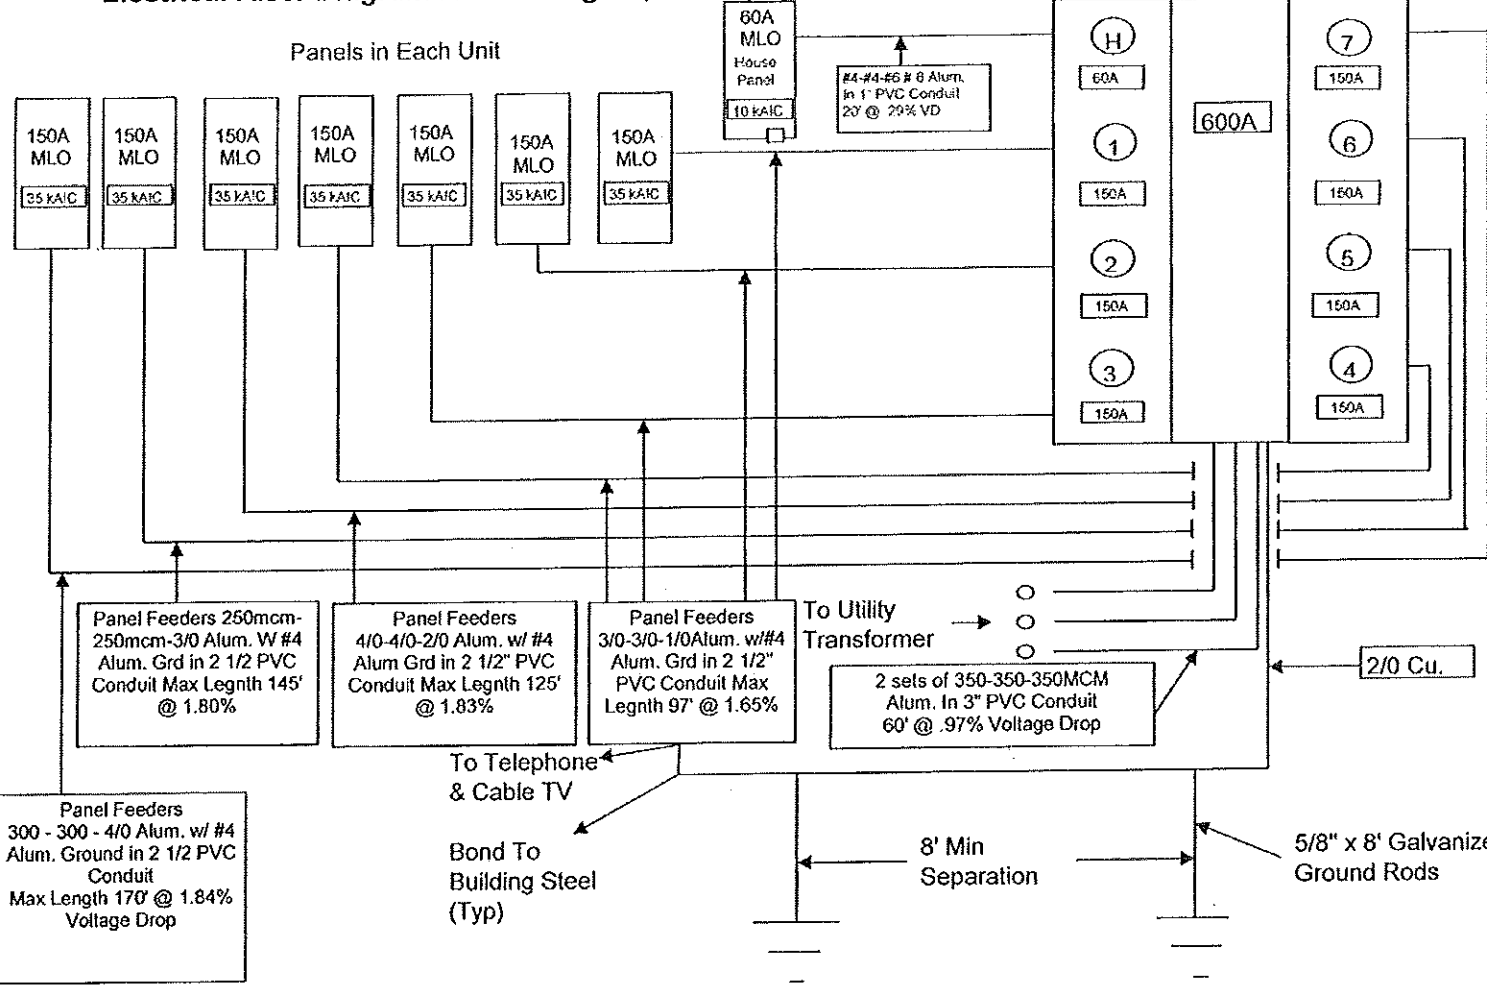 Panels in Each Unit
60A
MLO
House
Panel
10 kAIC
#4-#4-#6 # 8 Alum.
In 1" PVC Conduit
20' @ .29% VD
150A
MLO
35 kAIC
150A
MLO
35 kAIC
150A
MLO
35 kAIC
150A
MLO
35 kAIC
150A
MLO
35 kAIC
150A
MLO
35 kAIC
150A
MLO
35 kAIC
H
60A
1
150A
2
150A
3
150A
600A
7
150A
6
150A
5
150A
4
150A
Panel Feeders 250mcm-
250mcm-3/0 Alum. W #4
Alum. Grd in 2 1/2 PVC
Conduit Max Legnth 145'
@ 1.80%
Panel Feeders
4/0-4/0-2/0 Alum. w/ #4
Alum Grd in 2 1/2" PVC
Conduit Max Legnth 125'
@ 1.83%
Panel Feeders
3/0-3/0-1/0Alum. w/#4
Alum. Grd in 2 1/2"
PVC Conduit Max
Legnth 97' @ 1.65%
To Utility
Transformer
2 sets of 350-350-350MCM
Alum. In 3" PVC Conduit
60' @ .97% Voltage Drop
2/0 Cu.
To Telephone
& Cable TV
Bond To
Building Steel
(Typ)
Panel Feeders
300 - 300 - 4/0 Alum. w/ #4
Alum. Ground in 2 1/2 PVC
Conduit
Max Length 170' @ 1.84%
Voltage Drop
8' Min
Separation
5/8" x 8' Galvanize
Ground Rods